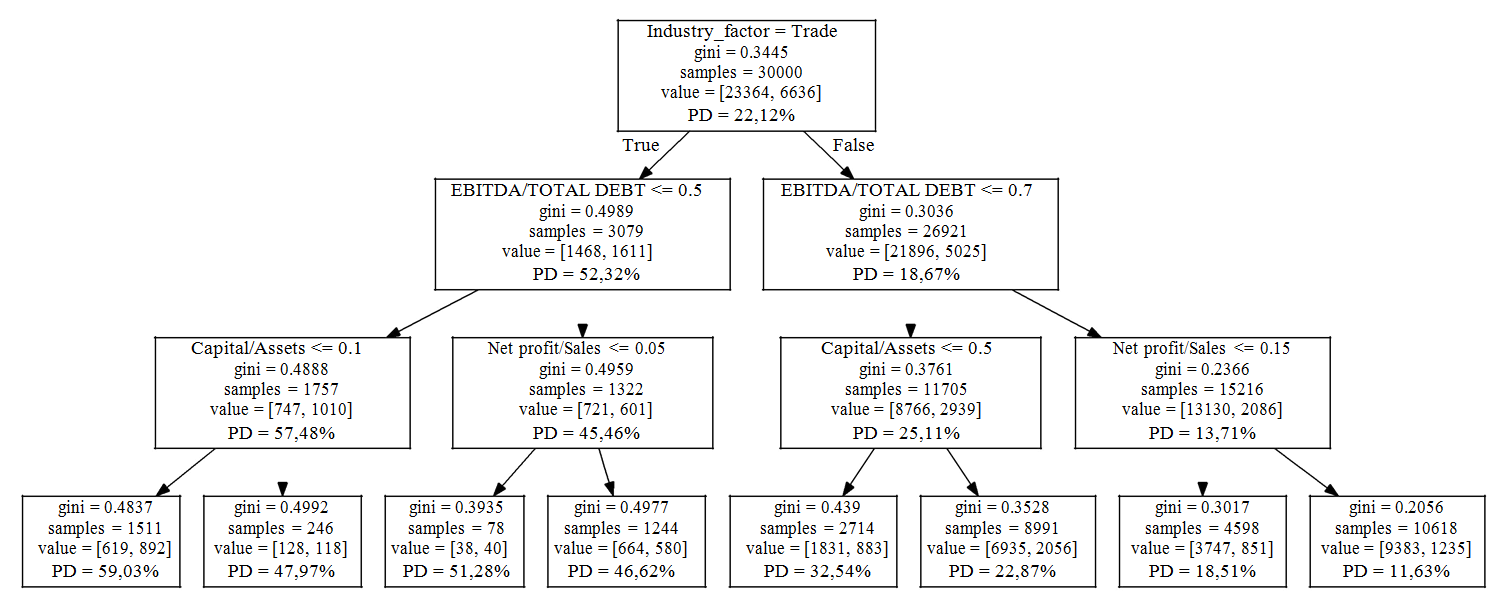 Industry_factor = Trade
gini = 0.3445
samples = 30000
value = [23364, 6636]
PD = 22,12%
True
False
EBITDA/TOTAL DEBT <= 0.5
gini = 0.4989
samples = 3079
value = [1468, 1611]
PD = 52,32%
EBITDA/TOTAL DEBT <= 0.7
gini = 0.3036
samples = 26921
value = [21896, 5025]
PD = 18,67%
Capital/Assets <= 0.1
gini = 0.4888
samples = 1757
value = [747, 1010]
PD = 57,48%
Net profit/Sales <= 0.05
gini = 0.4959
samples = 1322
value = [721, 601]
PD = 45,46%
Capital/Assets <= 0.5
gini = 0.3761
samples = 11705
value = [8766, 2939]
PD = 25,11%
Net profit/Sales <= 0.15
gini = 0.2366
samples = 15216
value = [13130, 2086]
PD = 13,71%
gini = 0.4837
samples = 1511
value = [619, 892]
PD = 59,03%
gini = 0.4992
samples = 246
value = [128, 118]
PD = 47,97%
gini = 0.3935
samples = 78
value = [38, 40]
PD = 51,28%
gini = 0.4977
samples = 1244
value = [664, 580]
PD = 46,62%
gini = 0.439
samples = 2714
value = [1831, 883]
PD = 32,54%
gini = 0.3528
samples = 8991
value = [6935, 2056]
PD = 22,87%
gini = 0.3017
samples = 4598
value = [3747, 851]
PD = 18,51%
gini = 0.2056
samples = 10618
value = [9383, 1235]
PD = 11,63%